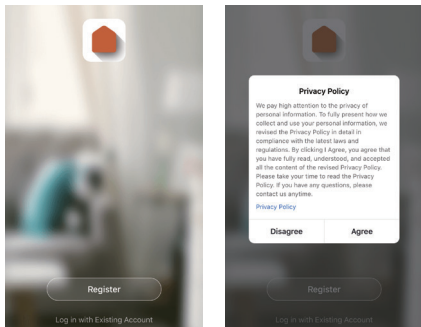 Register
Log in with Existing Account
Privacy Policy
We pay high attention to the privacy of
personal information. To fully present how we
collect and use your personal information, we
revised the Privacy Policy in detail in
compliance with the latest laws and
regulations. By clicking I Agree, you agree that
you have fully read, understood, and accepted
all the content of the revised Privacy Policy.
Please take your time to read the Privacy
Policy. If you have any questions, please
contact us anytime.
Privacy Policy
Disagree Agree
Register
Log in with Existing Account